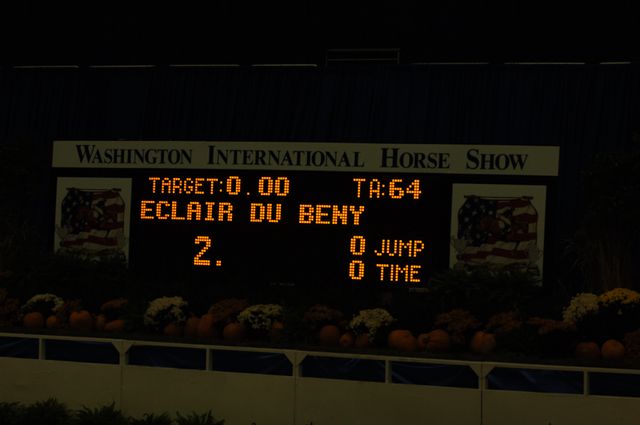 WASHINGTON INTERNATIONAL HORSE SHOW
TARGET:0.00 TA:64
ECLAIR DU BENY
2. 0 JUMP
0 TIME